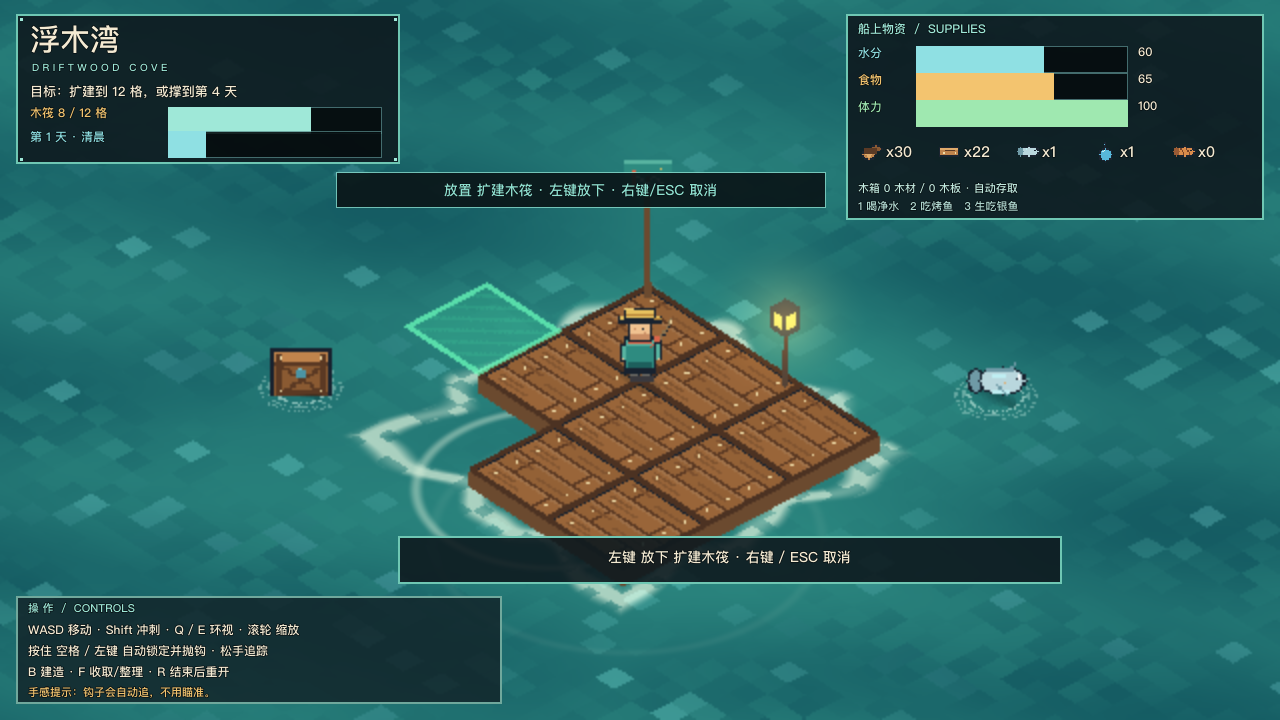 浮木湾
DRIFTWOOD COVE
目标：扩建到 12 格，或撑到第 4 天
木筏 8 / 12 格
第 1 天 · 清晨
船上物资 / SUPPLIES
水分 60
食物 65
体力 100
x30 x22 x1 x1 x0
木箱 0 木材 / 0 木板 · 自动存取
1 喝净水 2 吃烤鱼 3 生吃银鱼
放置 扩建木筏 · 左键放下 · 右键/ESC 取消
左键 放下 扩建木筏 · 右键 / ESC 取消
操作 / CONTROLS
WASD 移动 · Shift 冲刺 · Q / E 环视 · 滚轮 缩放
按住 空格 / 左键 自动锁定并抛钩 · 松手追踪
B 建造 · F 收取/整理 · R 结束后重开
手感提示：钩子会自动追，不用瞄准。